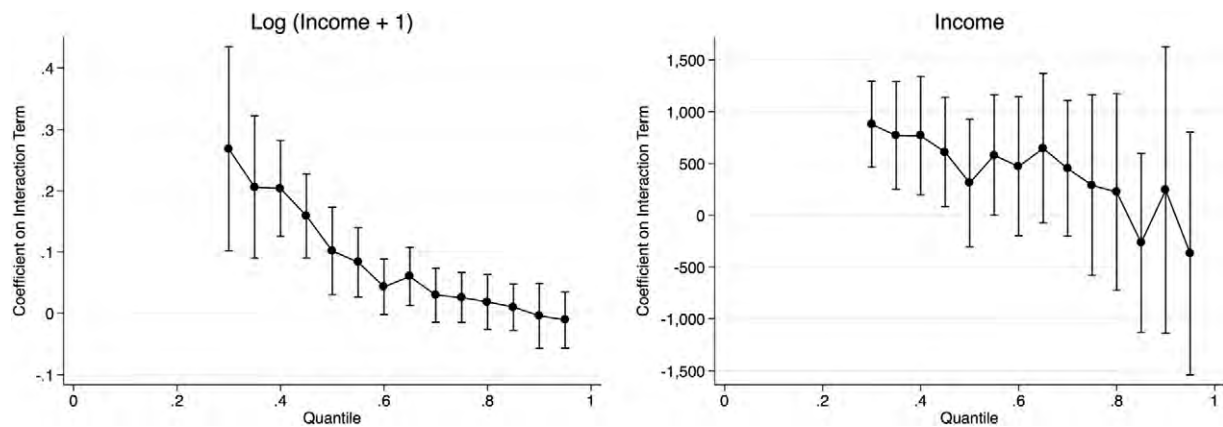 Log (Income + 1)
Coefficient on Interaction Term
.4
.3
.2
.1
0
-.1
0 .2 .4 .6 .8 1
Quantile
Income
Coefficient on Interaction Term
1,500
1,000
500
0
-500
-1,000
-1,500
0 .2 .4 .6 .8 1
Quantile